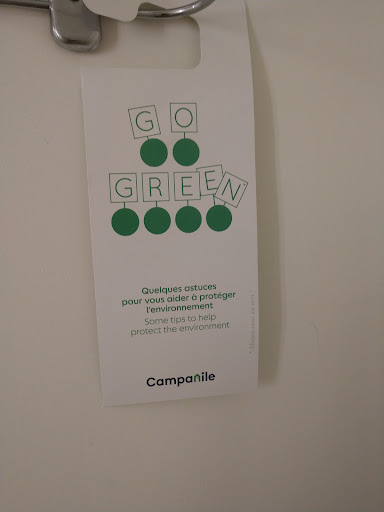 GO
GREEN
Quelques astuces
pour vous aider à protéger
l'environnement
Some tips to help
protect the environment
Campanile